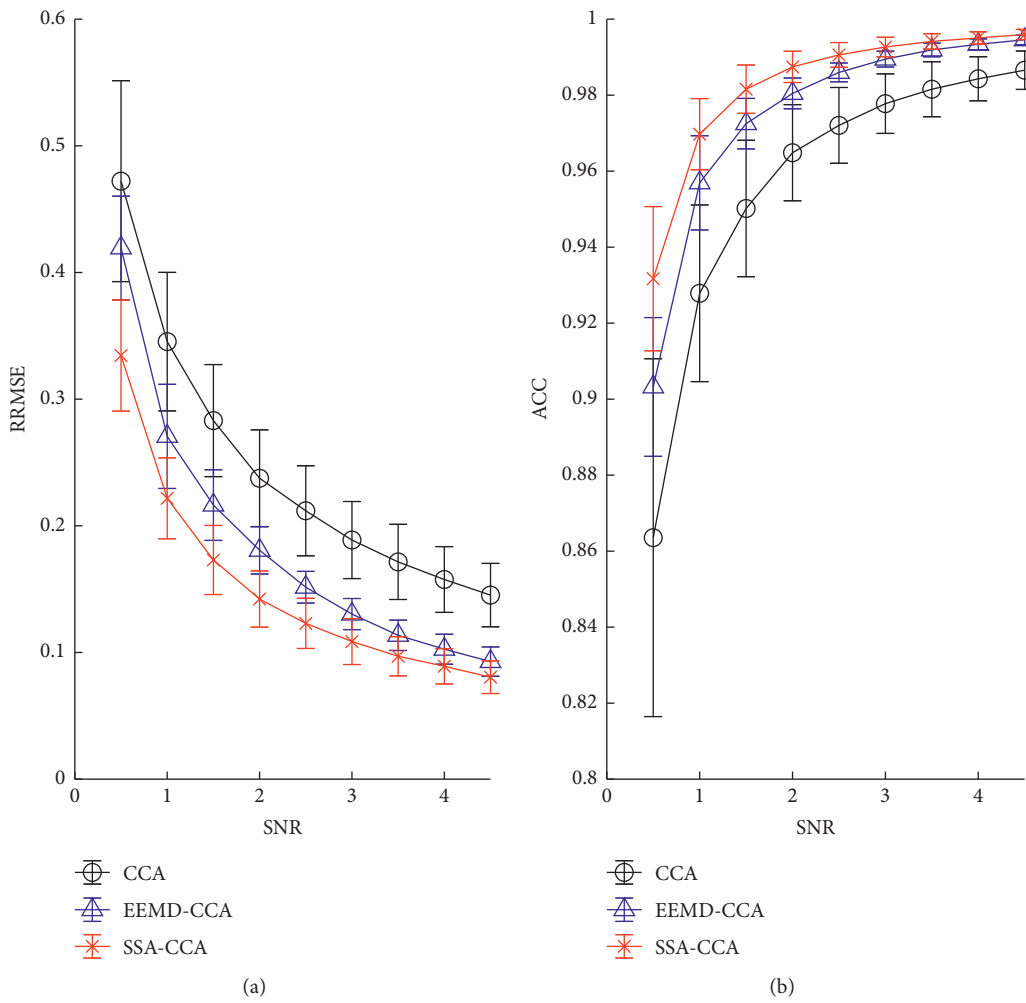 0.6
0.5
0.4
0.3
0.2
0.1
0
RRMSE
0 1 2 3 4
SNR
CCA
EEMD-CCA
SSA-CCA
(a)
1
0.98
0.96
0.94
0.92
0.9
0.88
0.86
0.84
0.82
0.8
ACC
0 1 2 3 4
SNR
CCA
EEMD-CCA
SSA-CCA
(b)